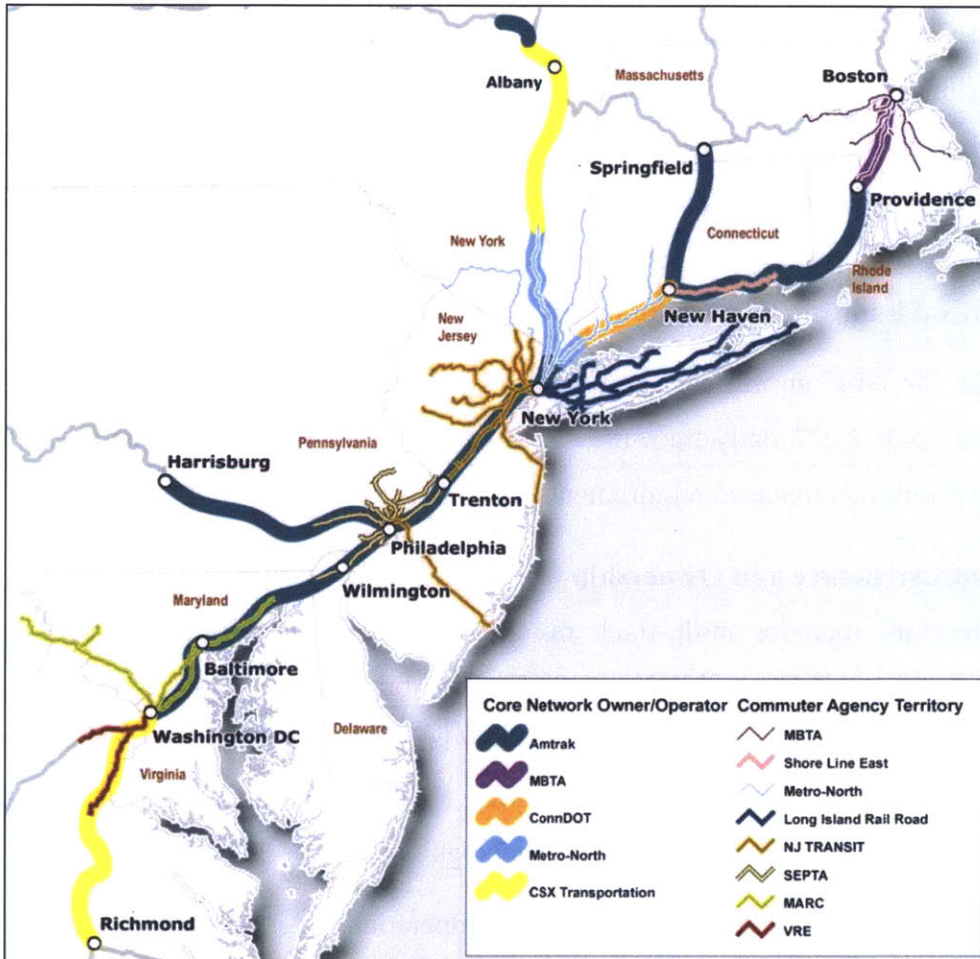 Albany
Massachusetts
Boston
Springfield
Providence
New York
Connecticut
Rhode
Island
New Haven
New
Jersey
New York
Pennsylvania
Harrisburg
Trenton
Philadelphia
Wilmington
Maryland
Baltimore
Washington DC
Delaware
Virginia
Richmond
Core Network Owner/Operator
Amtrak
MBTA
ConnDOT
Metro-North
CSX Transportation
Commuter Agency Territory
MBTA
Shore Line East
Metro-North
Long Island Rail Road
NJ TRANSIT
SEPTA
MARC
VRE